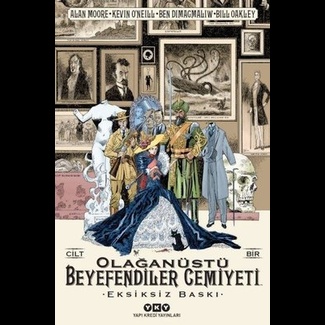 ALAN MOORE • KEVIN O'NEILL • BEN DIMAGMALIW • BILL OAKLEY
CİLT
BİR
OLAĞANÜSTÜ
BEYEFENDİLER CEMİYETİ
• EKSİKSİZ BASKI •
YKY
YAPI KREDİ YAYINLARI